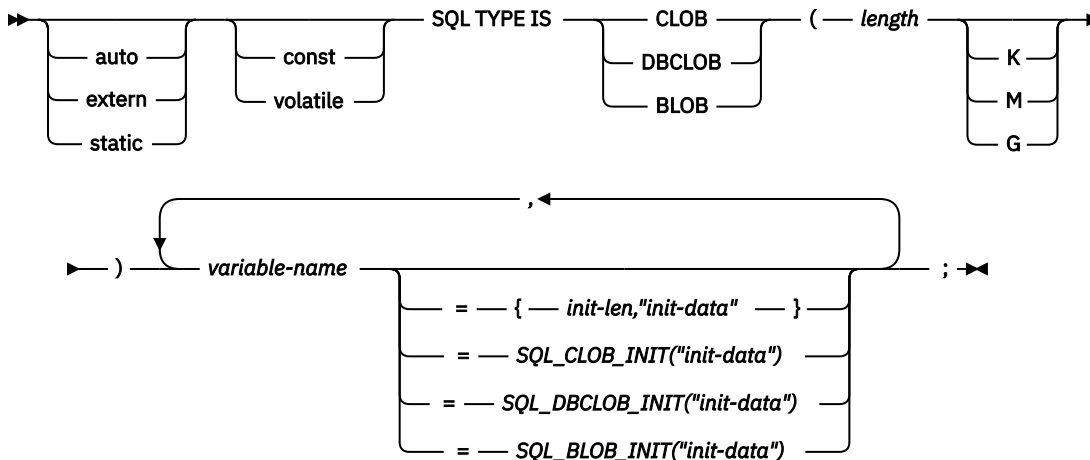 SQL TYPE IS CLOB ( length
auto const DBCLOB K
extern volatile BLOB M
static G
,
) variable-name ;
= { init-len,"init-data" }
= SQL_CLOB_INIT("init-data")
= SQL_DBCLOB_INIT("init-data")
= SQL_BLOB_INIT("init-data")